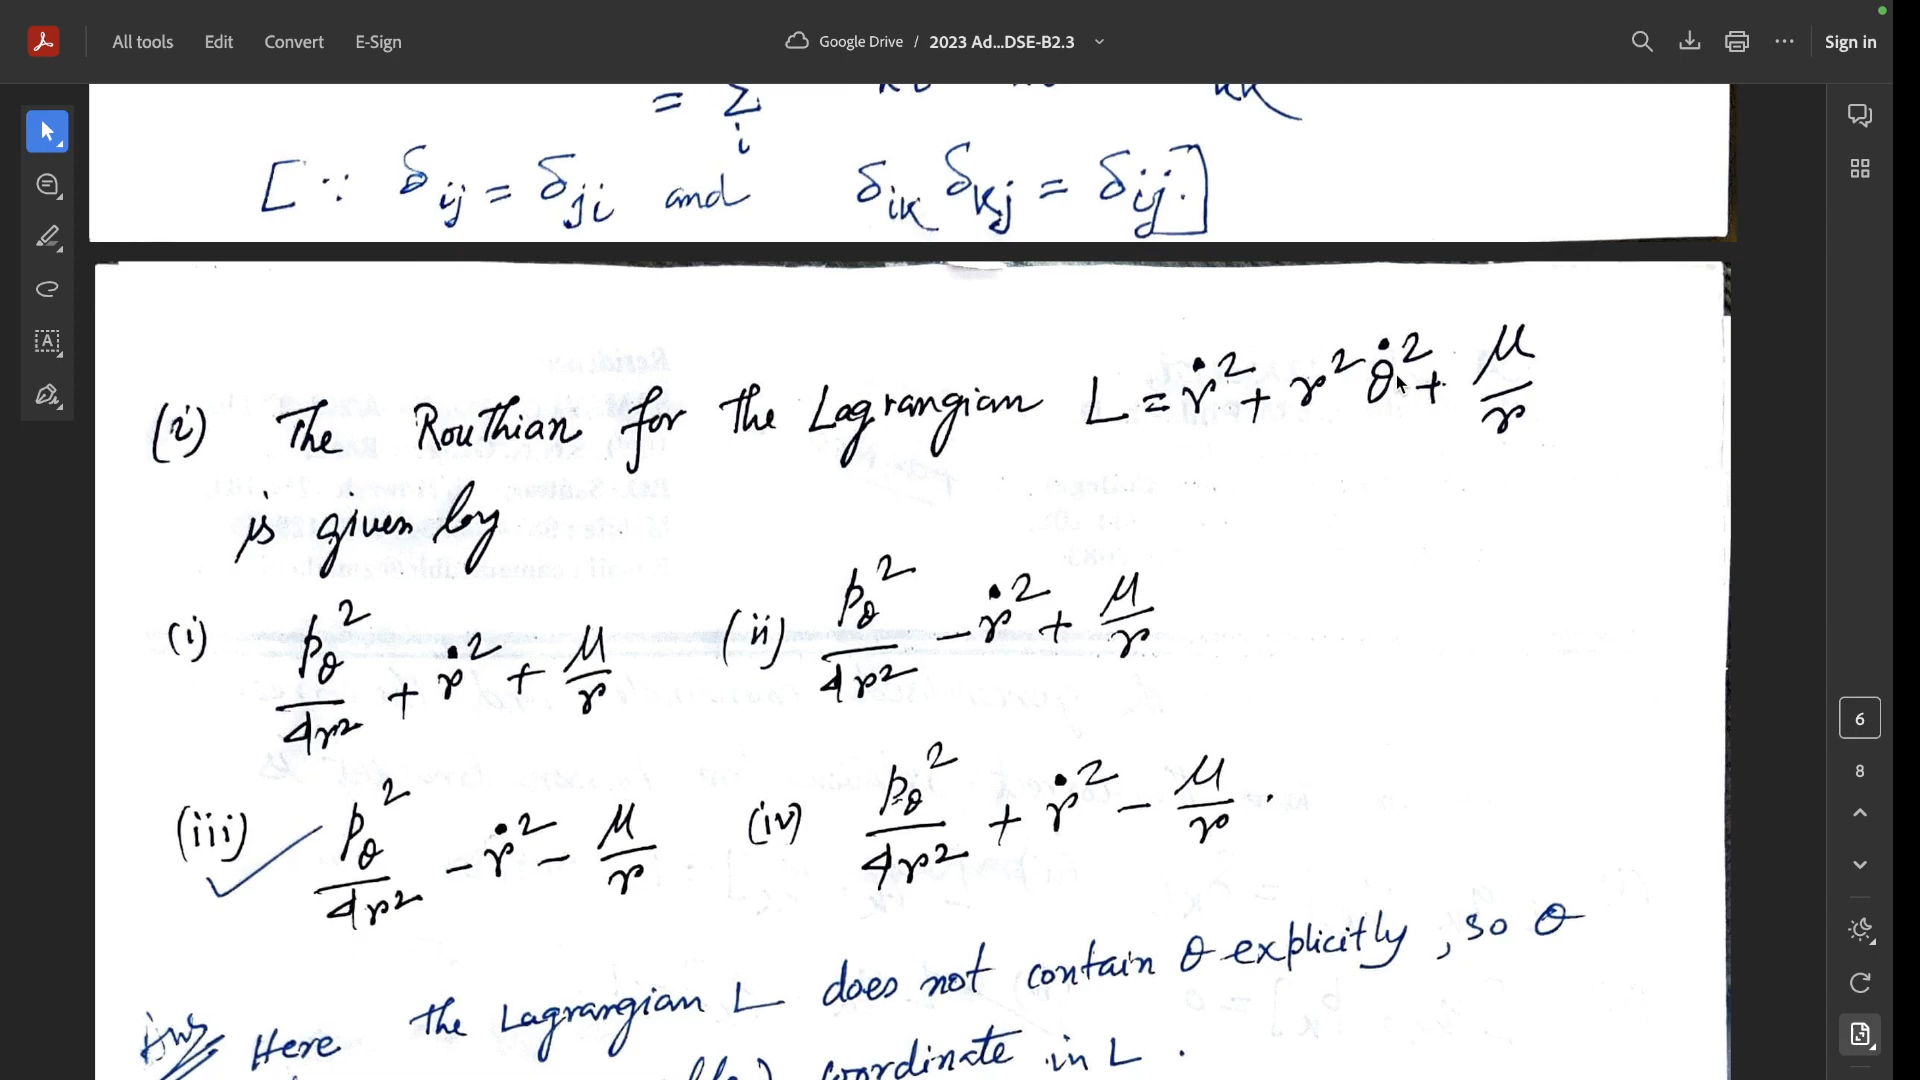 All tools Edit Convert E-Sign Google Drive / 2023 Ad...DSE-B2.3 Sign in
= Σ
i
[∵ δij = δji and δik δkj = δij.]
(i) The Routhian for the Lagrangian L = ṙ² + r² θ̇² + μ/r
is given by
(i) pθ²/4r² + ṙ² + μ/r (ii) pθ²/4r² - ṙ² + μ/r
(iii) pθ²/4r² - ṙ² - μ/r (iv) pθ²/4r² + ṙ² - μ/r.
Ans Here the Lagrangian L does not contain θ explicitly, so θ
coordinate in L.
6
8